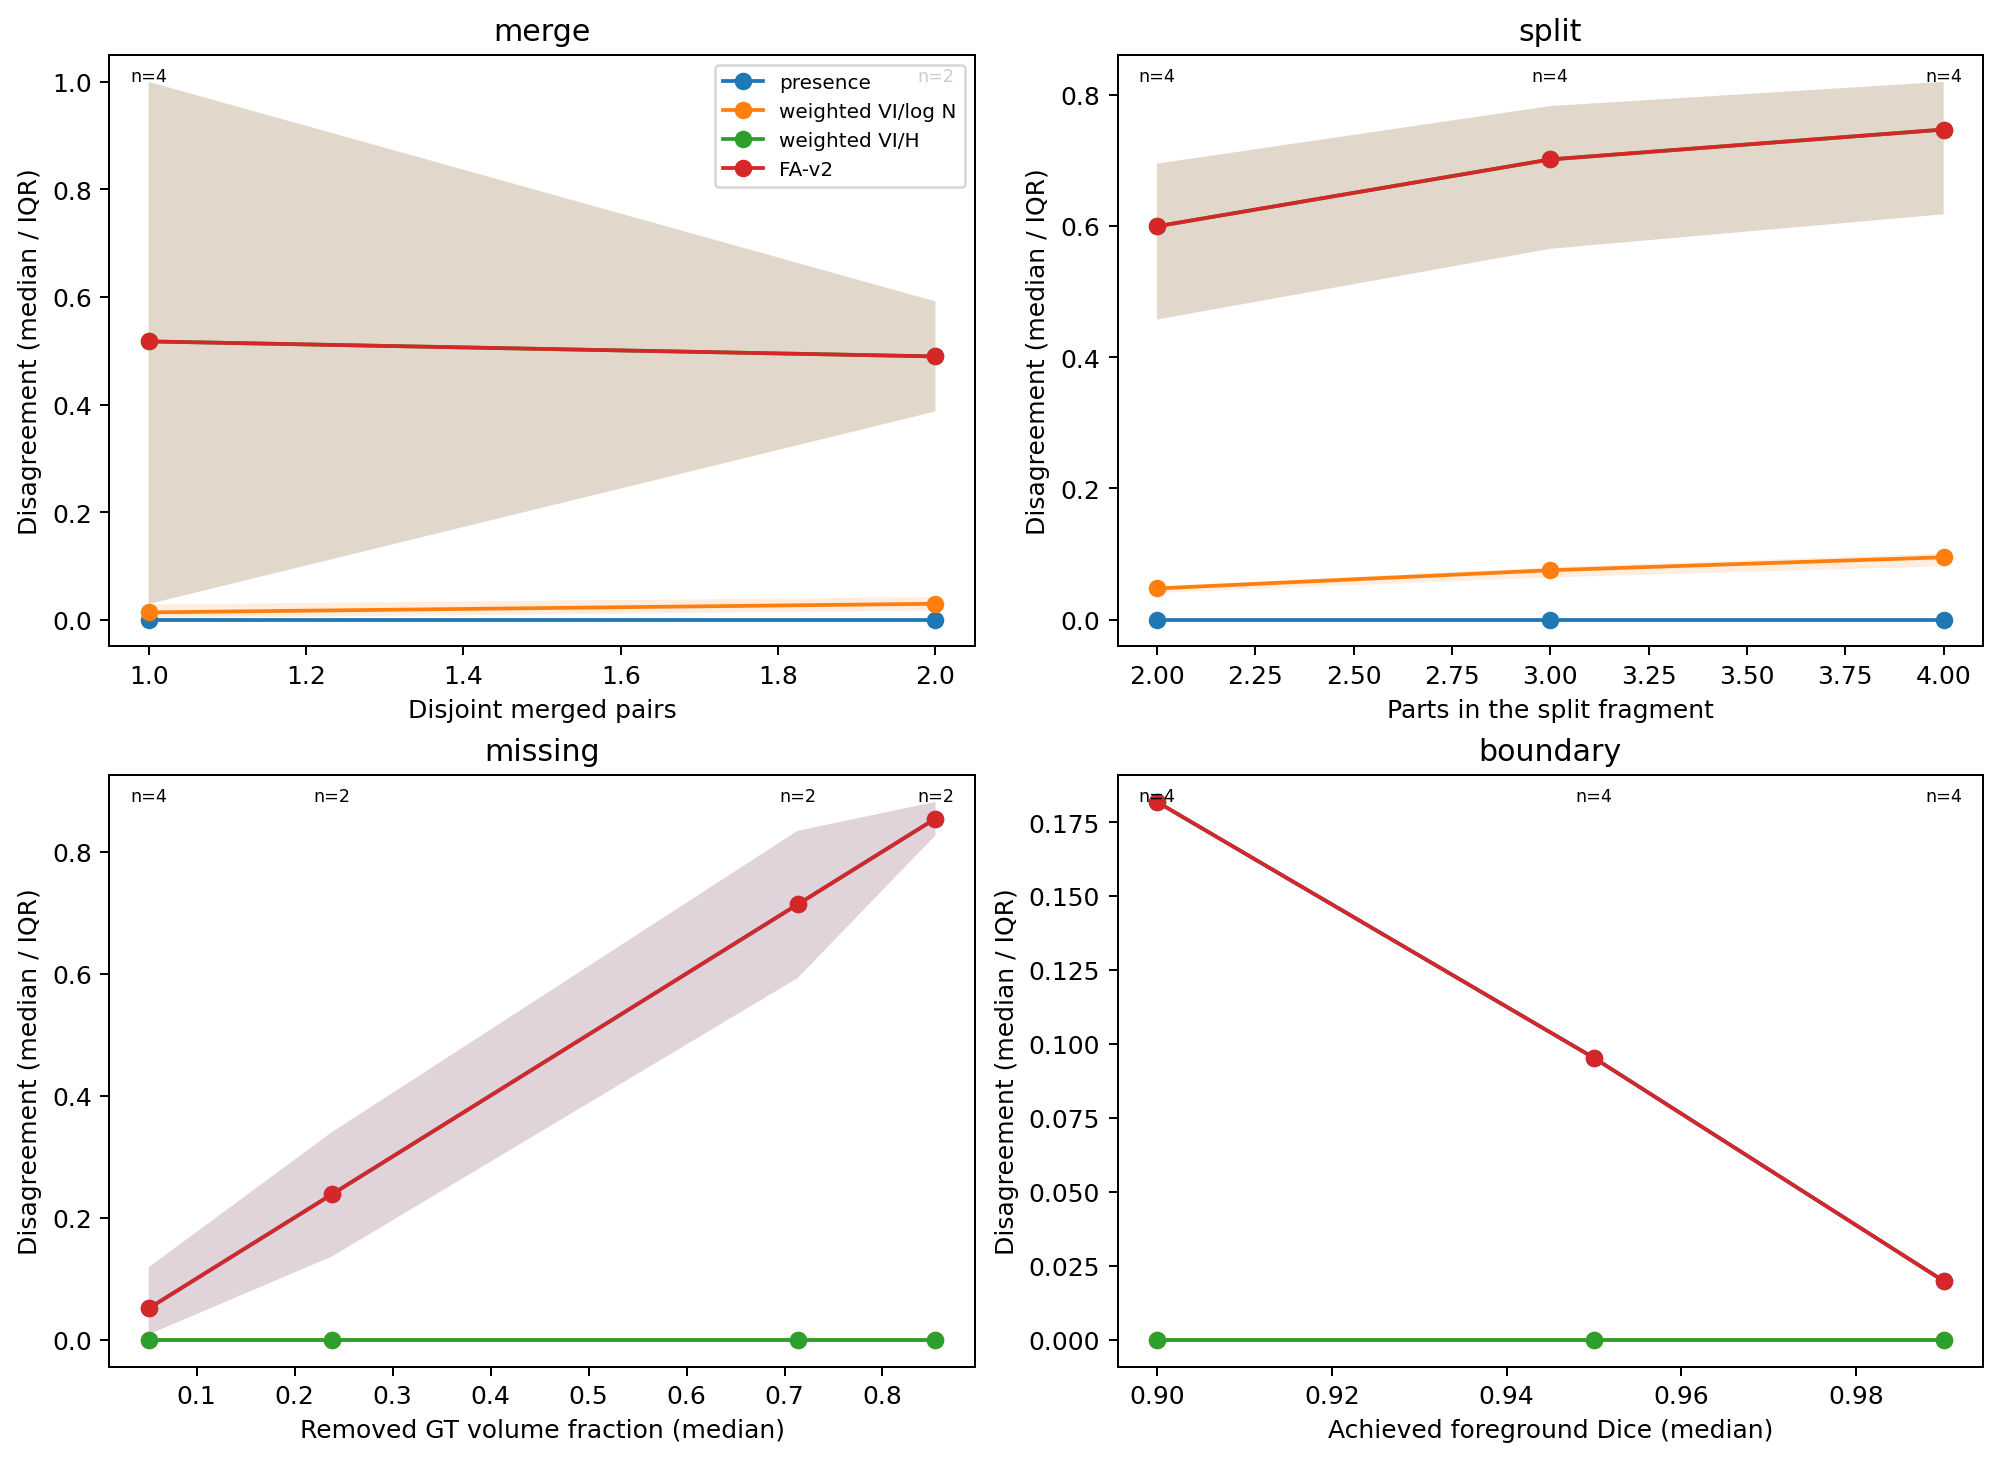 merge
n=4
n=2
presence
weighted VI/log N
weighted VI/H
FA-v2
1.0
0.8
0.6
0.4
0.2
0.0
Disagreement (median / IQR)
1.0 1.2 1.4 1.6 1.8 2.0
Disjoint merged pairs
split
n=4 n=4 n=4
0.8
0.6
0.4
0.2
0.0
Disagreement (median / IQR)
2.00 2.25 2.50 2.75 3.00 3.25 3.50 3.75 4.00
Parts in the split fragment
missing
n=4 n=2 n=2 n=2
0.8
0.6
0.4
0.2
0.0
Disagreement (median / IQR)
0.1 0.2 0.3 0.4 0.5 0.6 0.7 0.8
Removed GT volume fraction (median)
boundary
n=4 n=4 n=4
0.175
0.150
0.125
0.100
0.075
0.050
0.025
0.000
Disagreement (median / IQR)
0.90 0.92 0.94 0.96 0.98
Achieved foreground Dice (median)